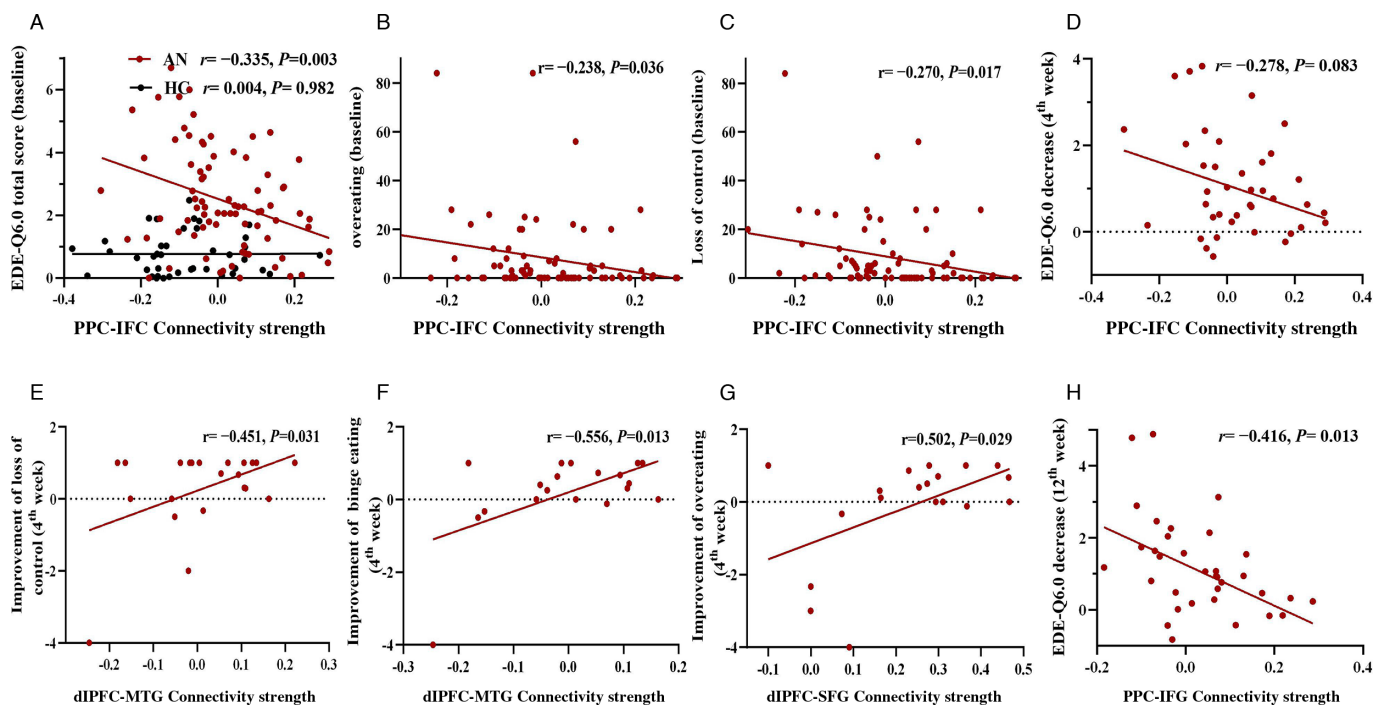 A
EDE-Q6.0 total score (baseline)
AN r= −0.335, P=0.003
HC r= 0.004, P= 0.982
8
6
4
2
0
-0.4 -0.2 0.0 0.2
PPC-IFC Connectivity strength
B
overeating (baseline)
r= −0.238, P=0.036
80
60
40
20
0
-0.2 0.0 0.2
PPC-IFC Connectivity strength
C
Loss of control (baseline)
r= −0.270, P=0.017
80
60
40
20
0
-0.2 0.0 0.2
PPC-IFC Connectivity strength
D
EDE-Q6.0 decrease (4th week)
r= −0.278, P = 0.083
4
2
0
-2
-0.4 -0.2 0.0 0.2 0.4
PPC-IFC Connectivity strength
E
Improvement of loss of
control (4th week)
r= −0.451, P=0.031
2
0
-2
-4
-0.3 -0.2 -0.1 0.0 0.1 0.2 0.3
dIPFC-MTG Connectivity strength
F
Improvement of binge eating
(4th week)
r= −0.556, P=0.013
2
0
-2
-4
-0.3 -0.2 -0.1 0.0 0.1 0.2
dIPFC-MTG Connectivity strength
G
Improvement of overeating
(4th week)
r=0.502, P=0.029
2
0
-2
-4
-0.1 0.0 0.1 0.2 0.3 0.4 0.5
dIPFC-SFG Connectivity strength
H
EDE-Q6.0 decrease (12th week)
r= −0.416, P= 0.013
6
4
2
0
-0.2 0.0 0.2 0.4
PPC-IFG Connectivity strength